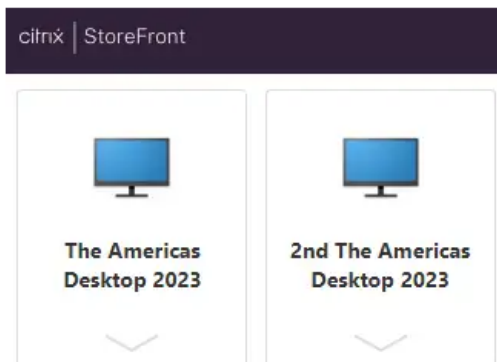 citrix | StoreFront
The Americas
Desktop 2023
2nd The Americas
Desktop 2023